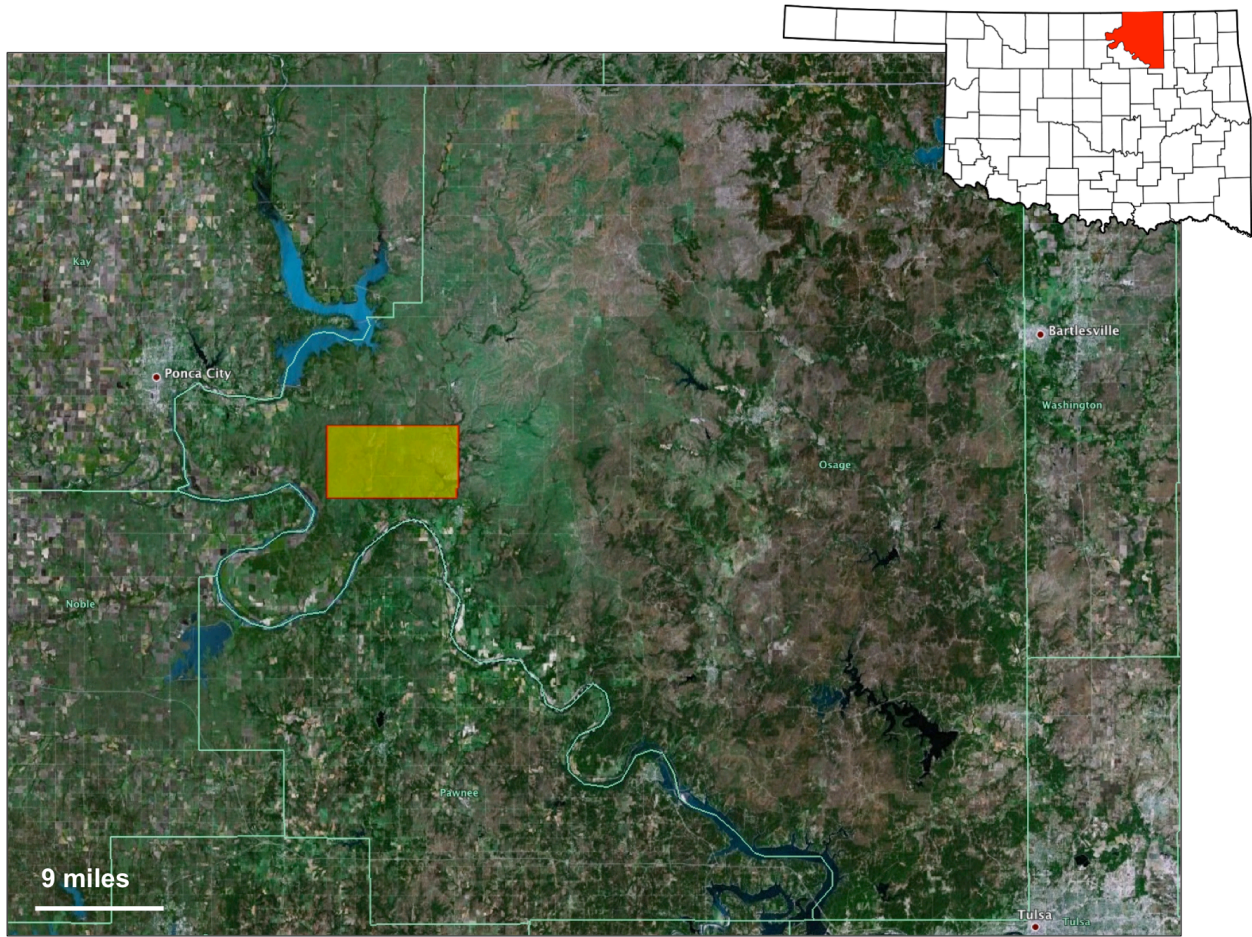 Kay
Bartlesville
Ponca City
Washington
Osage
Noble
Pawnee
9 miles
Tulsa
Tulsa